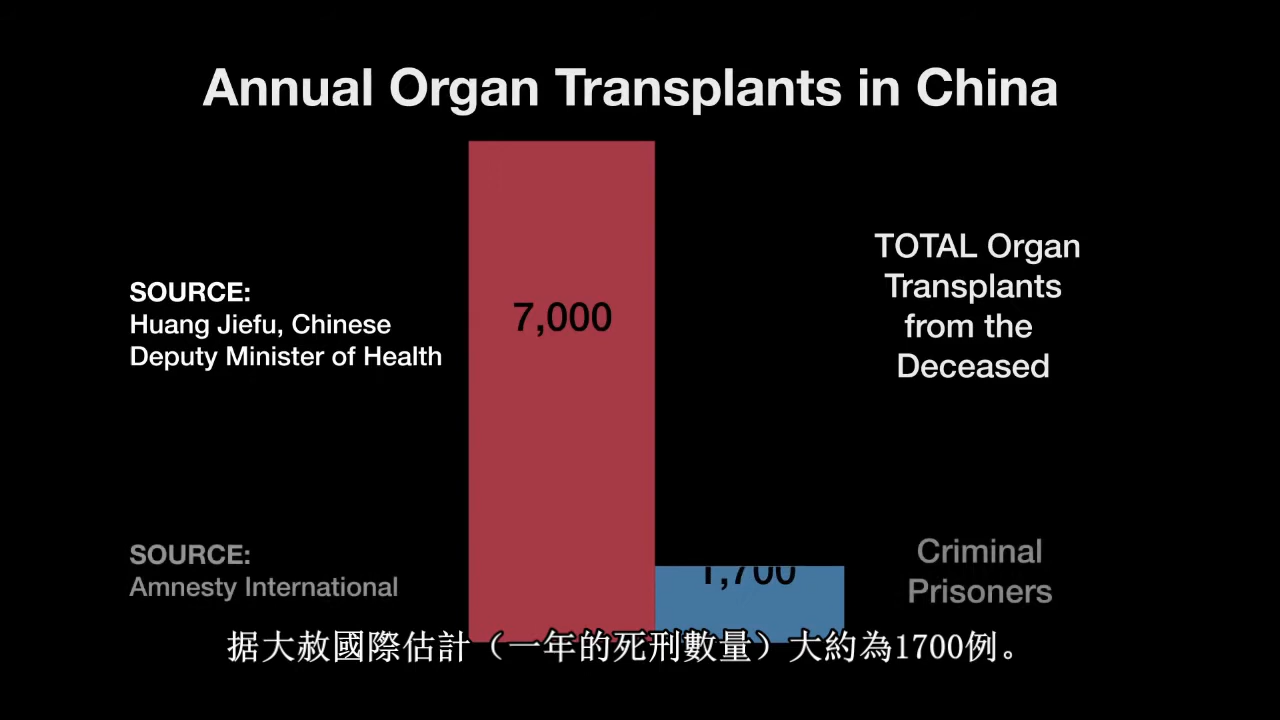 Annual Organ Transplants in China
SOURCE:
Huang Jiefu, Chinese
Deputy Minister of Health
7,000
TOTAL Organ
Transplants
from the
Deceased
SOURCE:
Amnesty International
1,700
Criminal
Prisoners
据大赦國際估計（一年的死刑數量）大約為1700例。